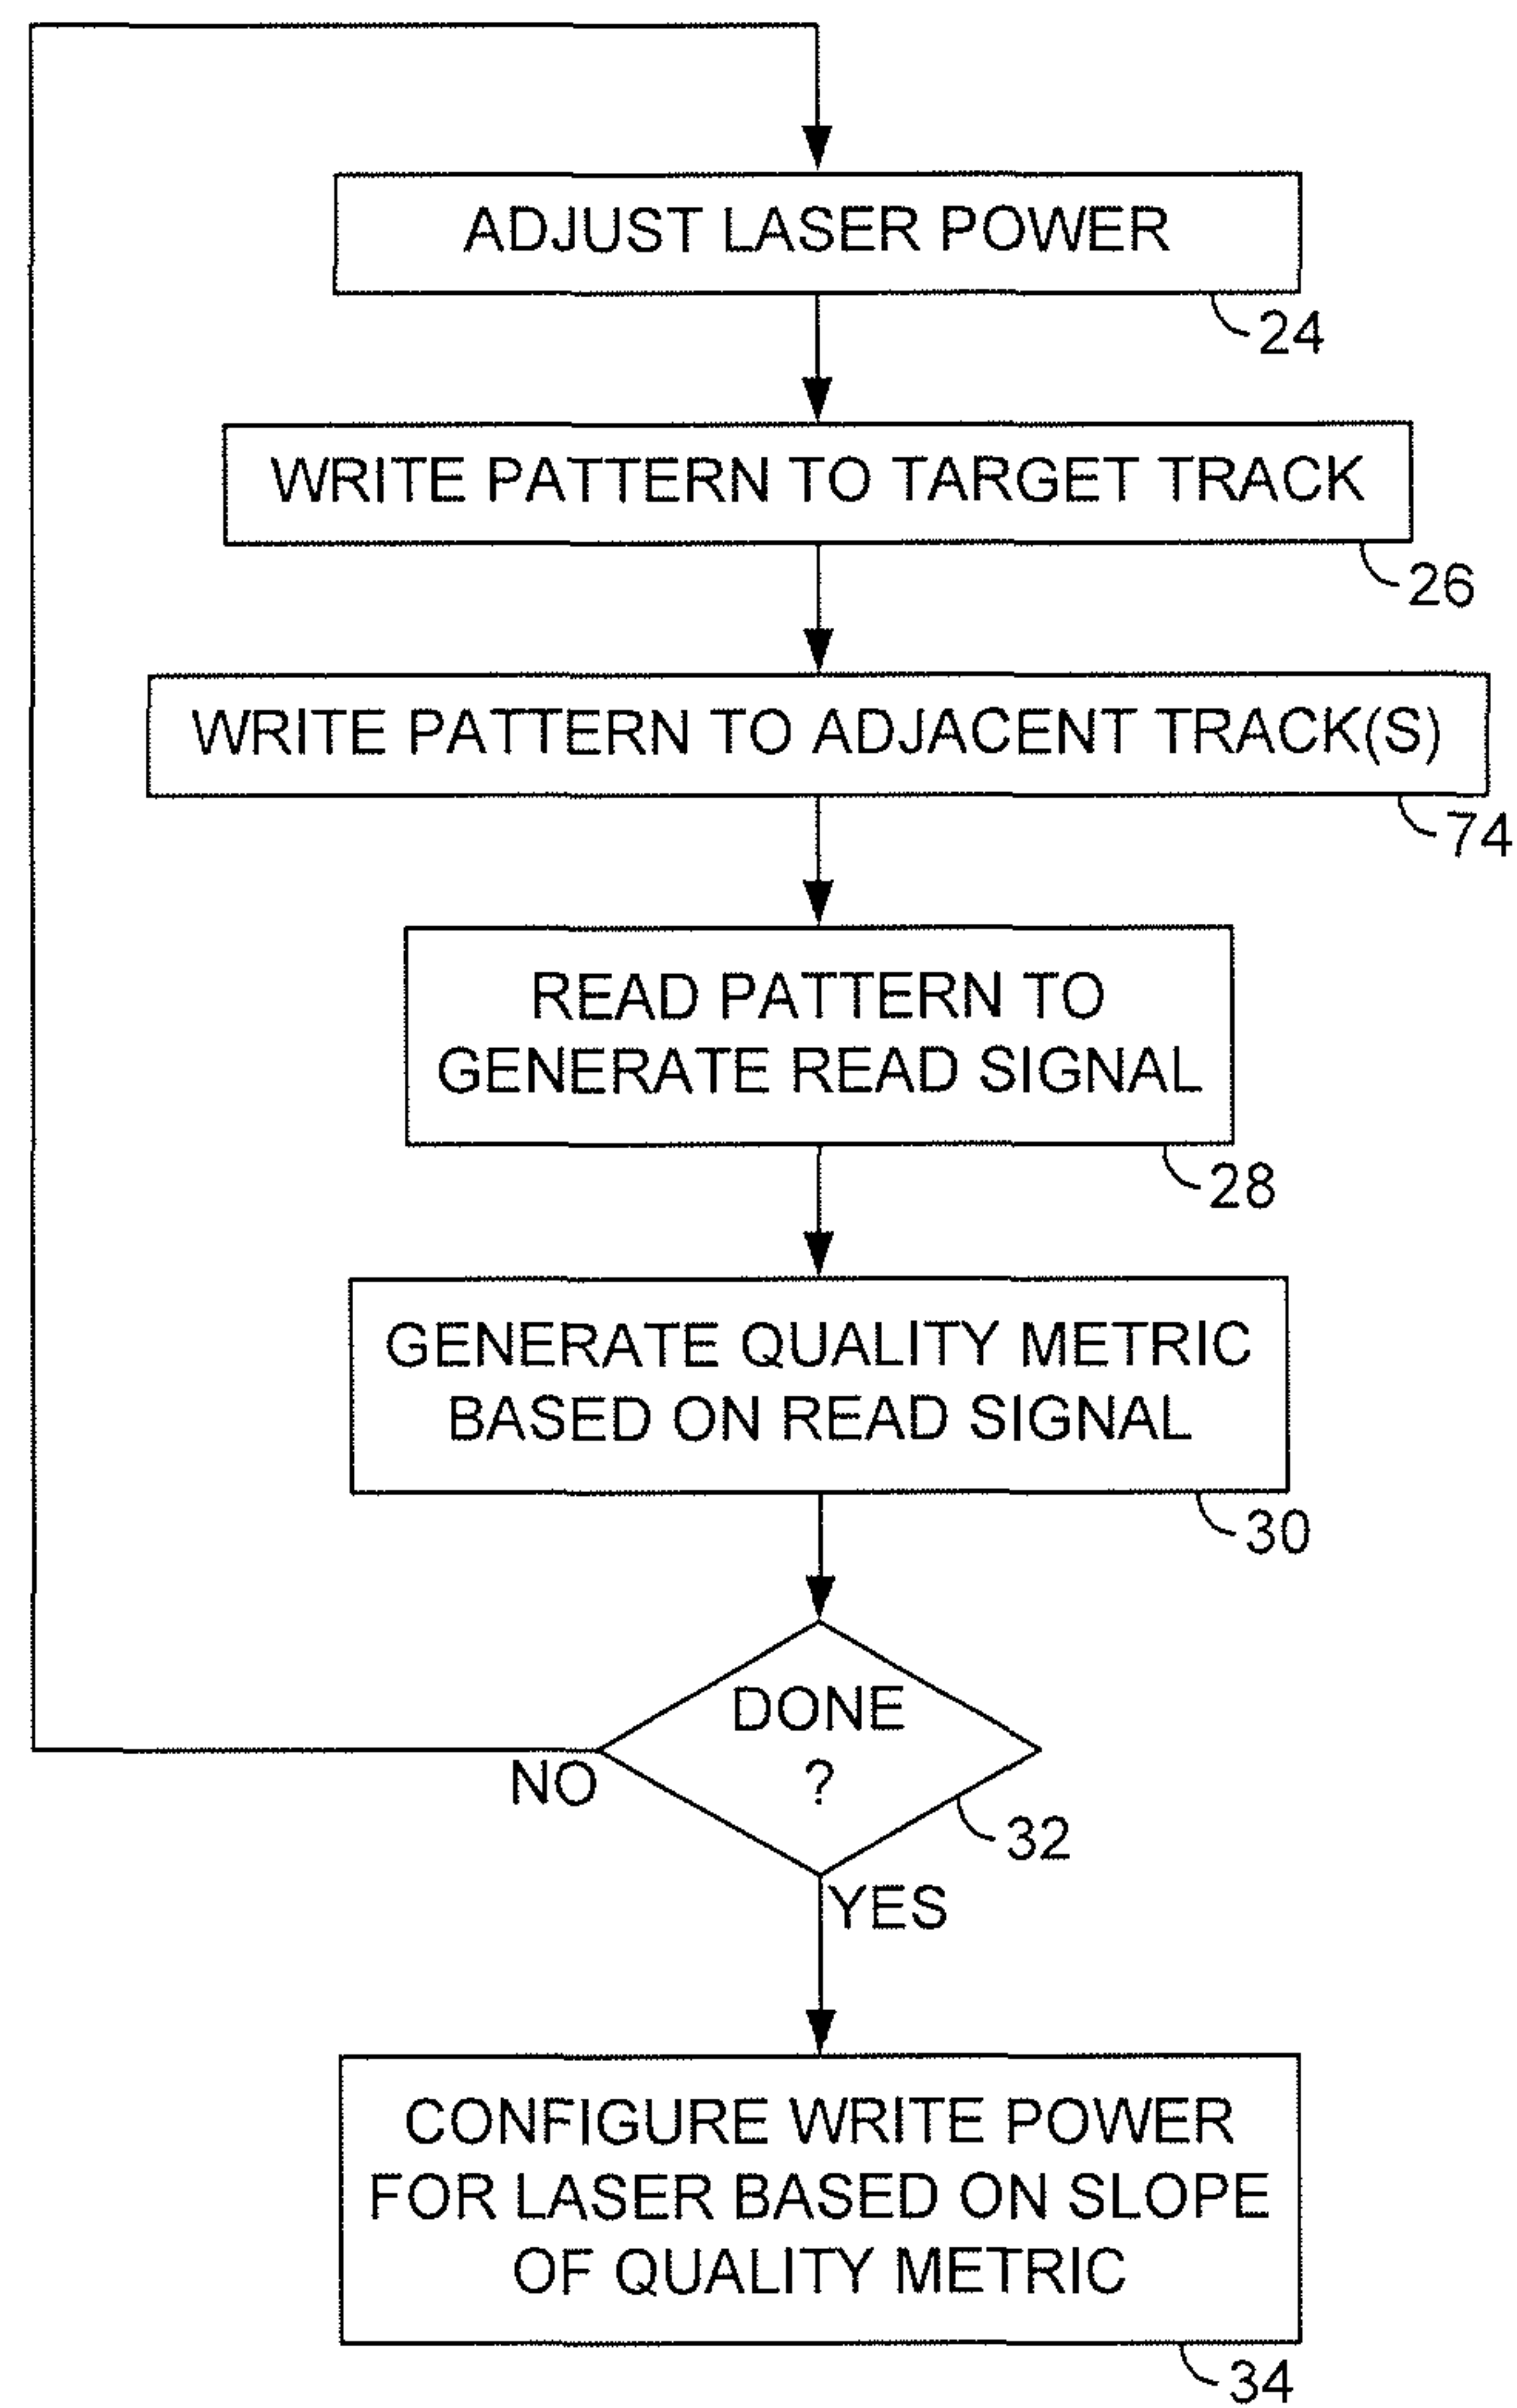 ADJUST LASER POWER
24
WRITE PATTERN TO TARGET TRACK
26
WRITE PATTERN TO ADJACENT TRACK(S)
74
READ PATTERN TO
GENERATE READ SIGNAL
28
GENERATE QUALITY METRIC
BASED ON READ SIGNAL
30
DONE
?
NO
32
YES
CONFIGURE WRITE POWER
FOR LASER BASED ON SLOPE
OF QUALITY METRIC
34